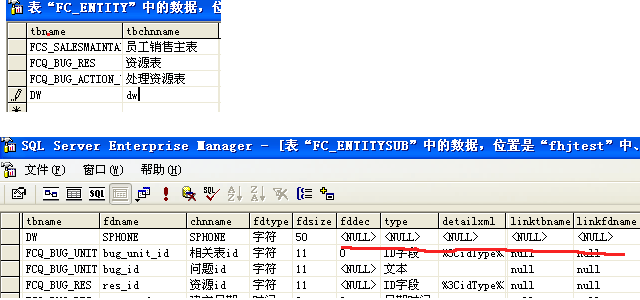 表“FC_ENTITY”中的数据，位
tbname tbchnname
FCS_SALESMAINTA 员工销售主表
FCQ_BUG_RES 资源表
FCQ_BUG_ACTION_ 处理资源表
DW dw
SQL Server Enterprise Manager - [表“FC_ENTITYSUB”中的数据，位置是“fhjtest”中、
文件(F) 窗口(W) 帮助(H)
SQL SQL
tbname fdname chnname fdtype fdsize fddec type detailxml linktbname linkfdname
DW SPHONE SPHONE 字符 50 <NULL> <NULL> <NULL> <NULL> <NULL>
FCQ_BUG_UNIT bug_unit_id 相关表id 字符 11 0 ID字段 %3CidType% null null
FCQ_BUG_UNIT bug_id 问题id 字符 11 <NULL> 文本 null null
FCQ_BUG_RES res_id 资源id 字符 11 <NULL> ID字段 %3CidType% null null